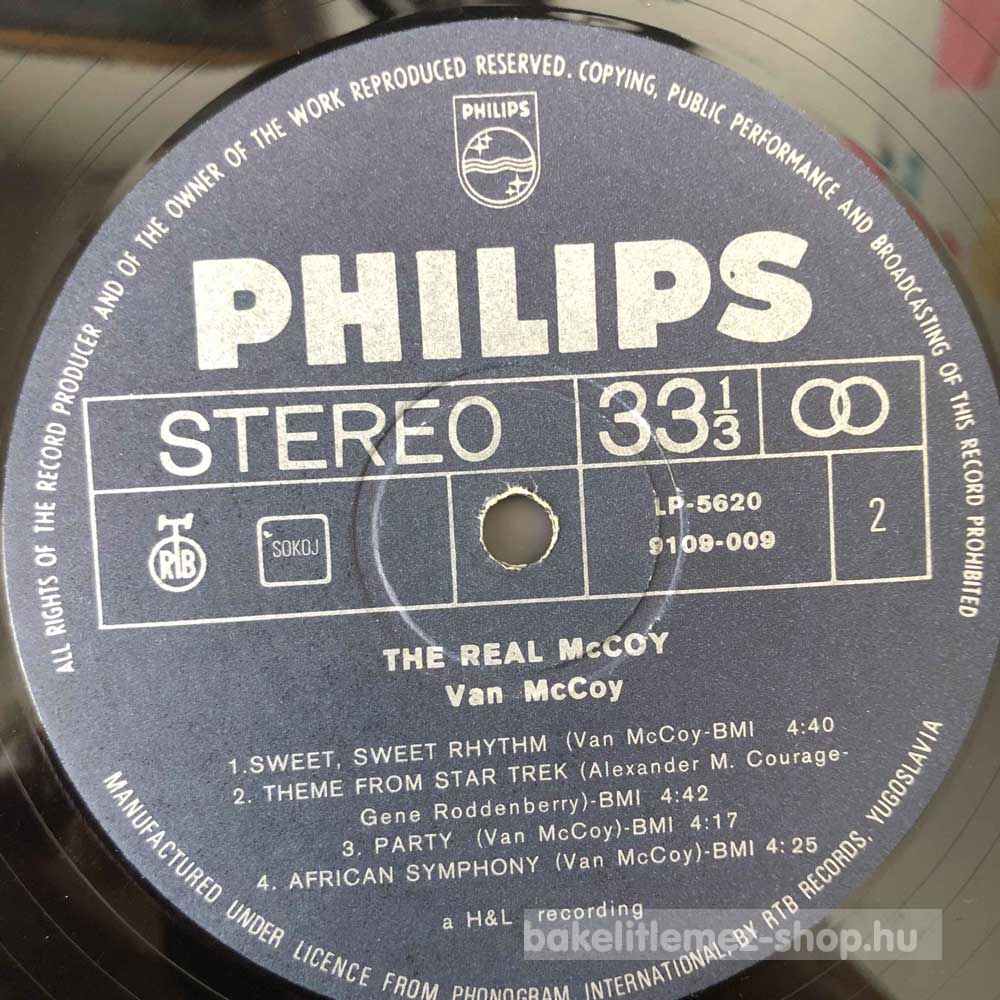 ALL RIGHTS OF THE RECORD PRODUCER AND OF THE OWNER OF THE WORK REPRODUCED RESERVED. COPYING, PUBLIC PERFORMANCE AND BROADCASTING OF THIS RECORD PROHIBITED
PHILIPS
PHILIPS
STEREO 33 1/3
RTB SOKOJ LP-5620 2
9109-009
THE REAL McCOY
Van McCoy
1.SWEET, SWEET RHYTHM (Van McCoy-BMI 4:40
2. THEME FROM STAR TREK (Alexander M. Courage-
Gene Roddenberry)-BMI 4:42
3. PARTY (Van McCoy)-BMI 4:17
4. AFRICAN SYMPHONY (Van McCoy)-BMI 4:25
a H&L recording
MANUFACTURED UNDER LICENCE FROM PHONOGRAM INTERNATIONAL, BY RTB RECORDS, YUGOSLAVIA
bakelitlemez-shop.hu